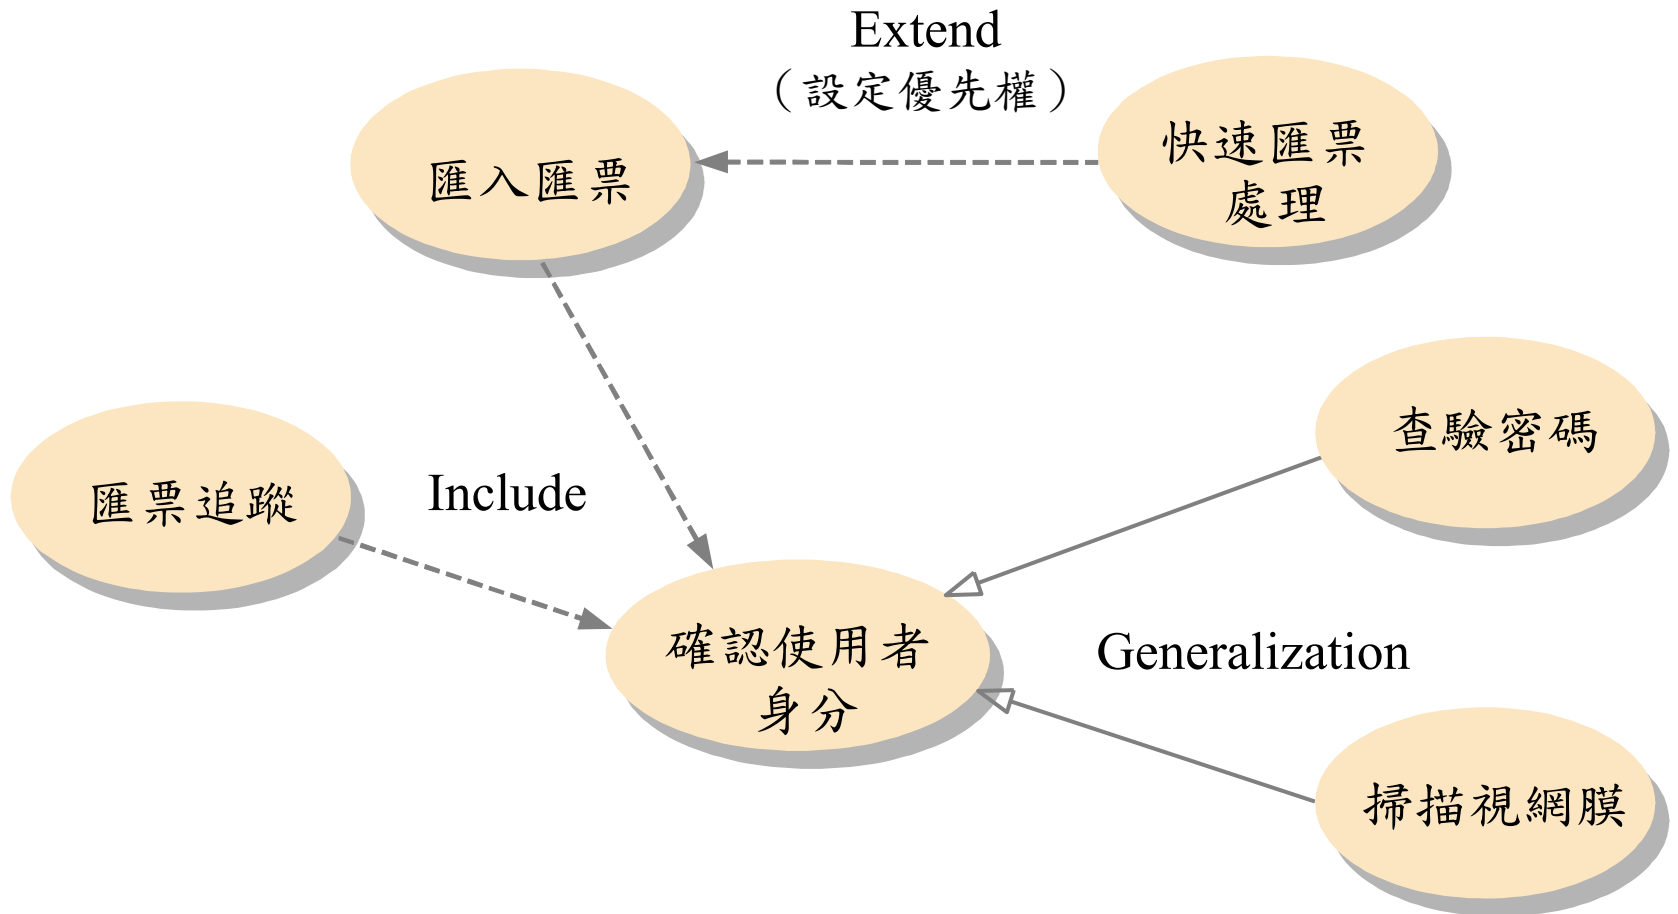 Extend
（設定優先權）
快速匯票
處理
匯入匯票
查驗密碼
匯票追蹤
Include
確認使用者
身分
Generalization
掃描視網膜